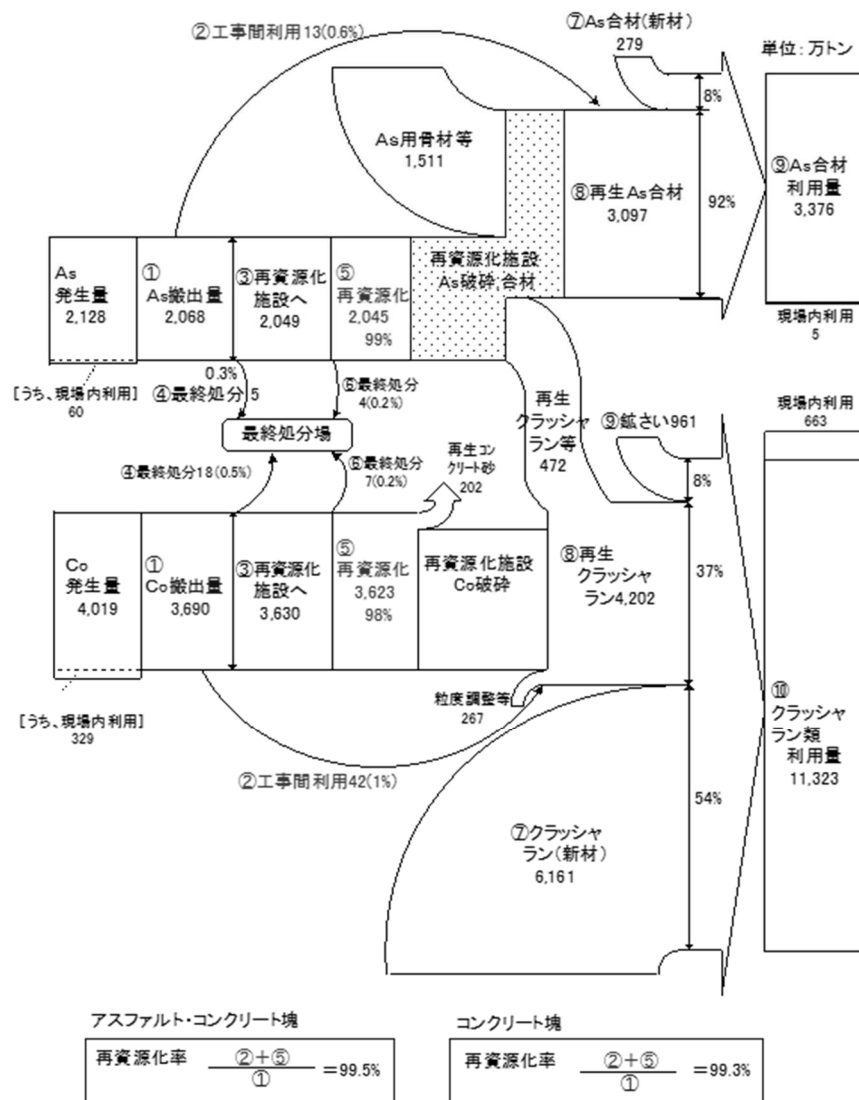 ②工事間利用13(0.6%)
⑦As合材(新材)
279
単位：万トン
8%
As用骨材等
1,511
⑧再生As合材
3,097
92%
⑨As合材
利用量
3,376
As
発生量
2,128
①
As搬出量
2,068
③再資源化
施設へ
2,049
⑤
再資源化
2,045
99%
再資源化施設
As破砕,合材
現場内利用
5
[うち、現場内利用]
60
0.3%
④最終処分 5
⑥最終処分
4(0.2%)
最終処分場
再生
クラッシャ
ラン等
472
⑨鉱さい961
現場内利用
663
④最終処分18(0.5%)
⑥最終処分
7(0.2%)
再生コン
クリート砂
202
8%
Co
発生量
4,019
①
Co搬出量
3,690
③再資源化
施設へ
3,630
⑤
再資源化
3,623
98%
再資源化施設
Co破砕
⑧再生
クラッシャ
ラン4,202
37%
[うち、現場内利用]
329
粒度調整等
267
②工事間利用42(1%)
⑩
クラッシャ
ラン類
利用量
11,323
⑦クラッシャ
ラン(新材)
6,161
54%
アスファルト・コンクリート塊
再資源化率 ②+⑤
① =99.5%
コンクリート塊
再資源化率 ②+⑤
① =99.3%